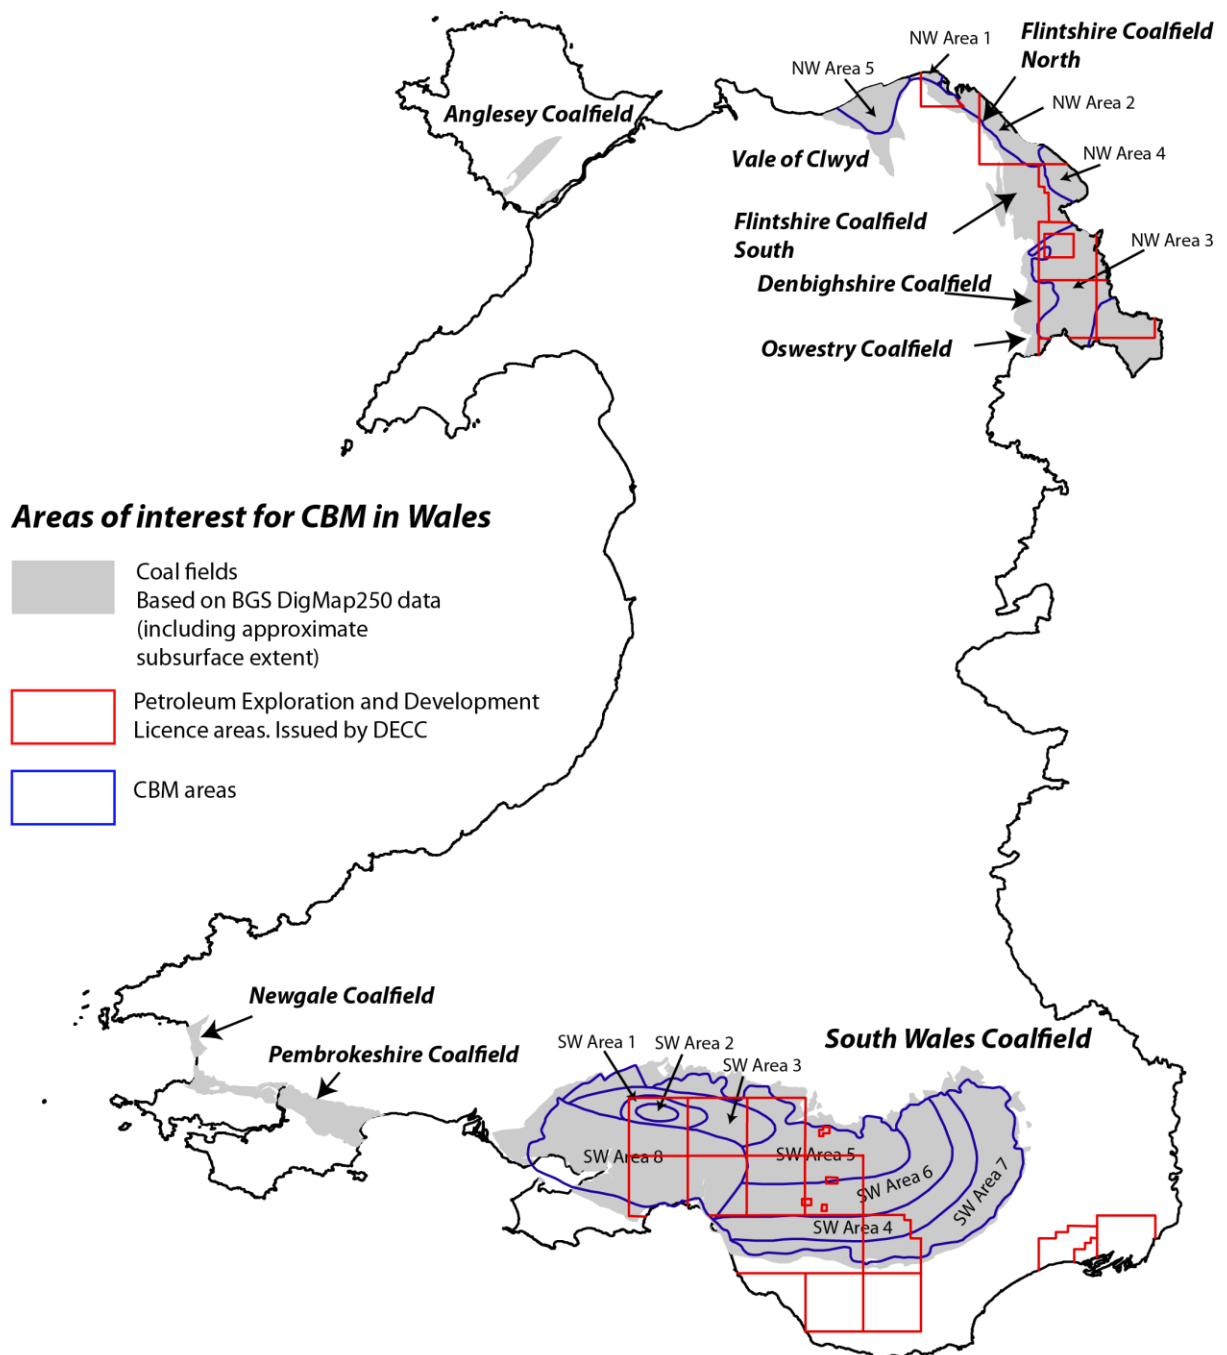 NW Area 1
Flintshire Coalfield
North
NW Area 5
NW Area 2
Anglesey Coalfield
Vale of Clwyd
NW Area 4
Flintshire Coalfield
South
NW Area 3
Denbighshire Coalfield
Oswestry Coalfield
Areas of interest for CBM in Wales
Coal fields
Based on BGS DigMap250 data
(including approximate
subsurface extent)
Petroleum Exploration and Development
Licence areas. Issued by DECC
CBM areas
Newgale Coalfield
Pembrokeshire Coalfield
South Wales Coalfield
SW Area 1
SW Area 2
SW Area 3
SW Area 8
SW Area 5
SW Area 6
SW Area 7
SW Area 4